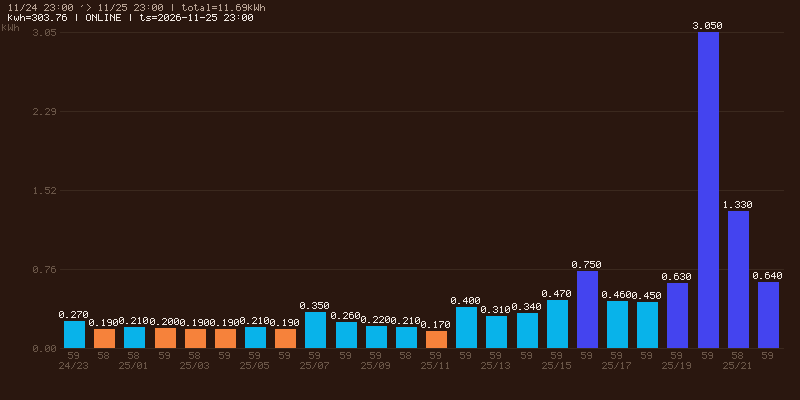 11/24 23:00 -> 11/25 23:00 | total=11.69kWh
Kwh=303.76 | ONLINE | ts=2026-11-25 23:00
kWh
3.05
2.29
1.52
0.76
0.00
0.270 0.190 0.210 0.200 0.190 0.190 0.210 0.190 0.350 0.260 0.220 0.210 0.170 0.400 0.310 0.340 0.470 0.750 0.460 0.450 0.630 3.050 1.330 0.640
59 58 58 59 58 59 59 59 59 59 59 58 59 59 59 59 59 59 59 59 59 59 58 59
24/23 25/01 25/03 25/05 25/07 25/09 25/11 25/13 25/15 25/17 25/19 25/21